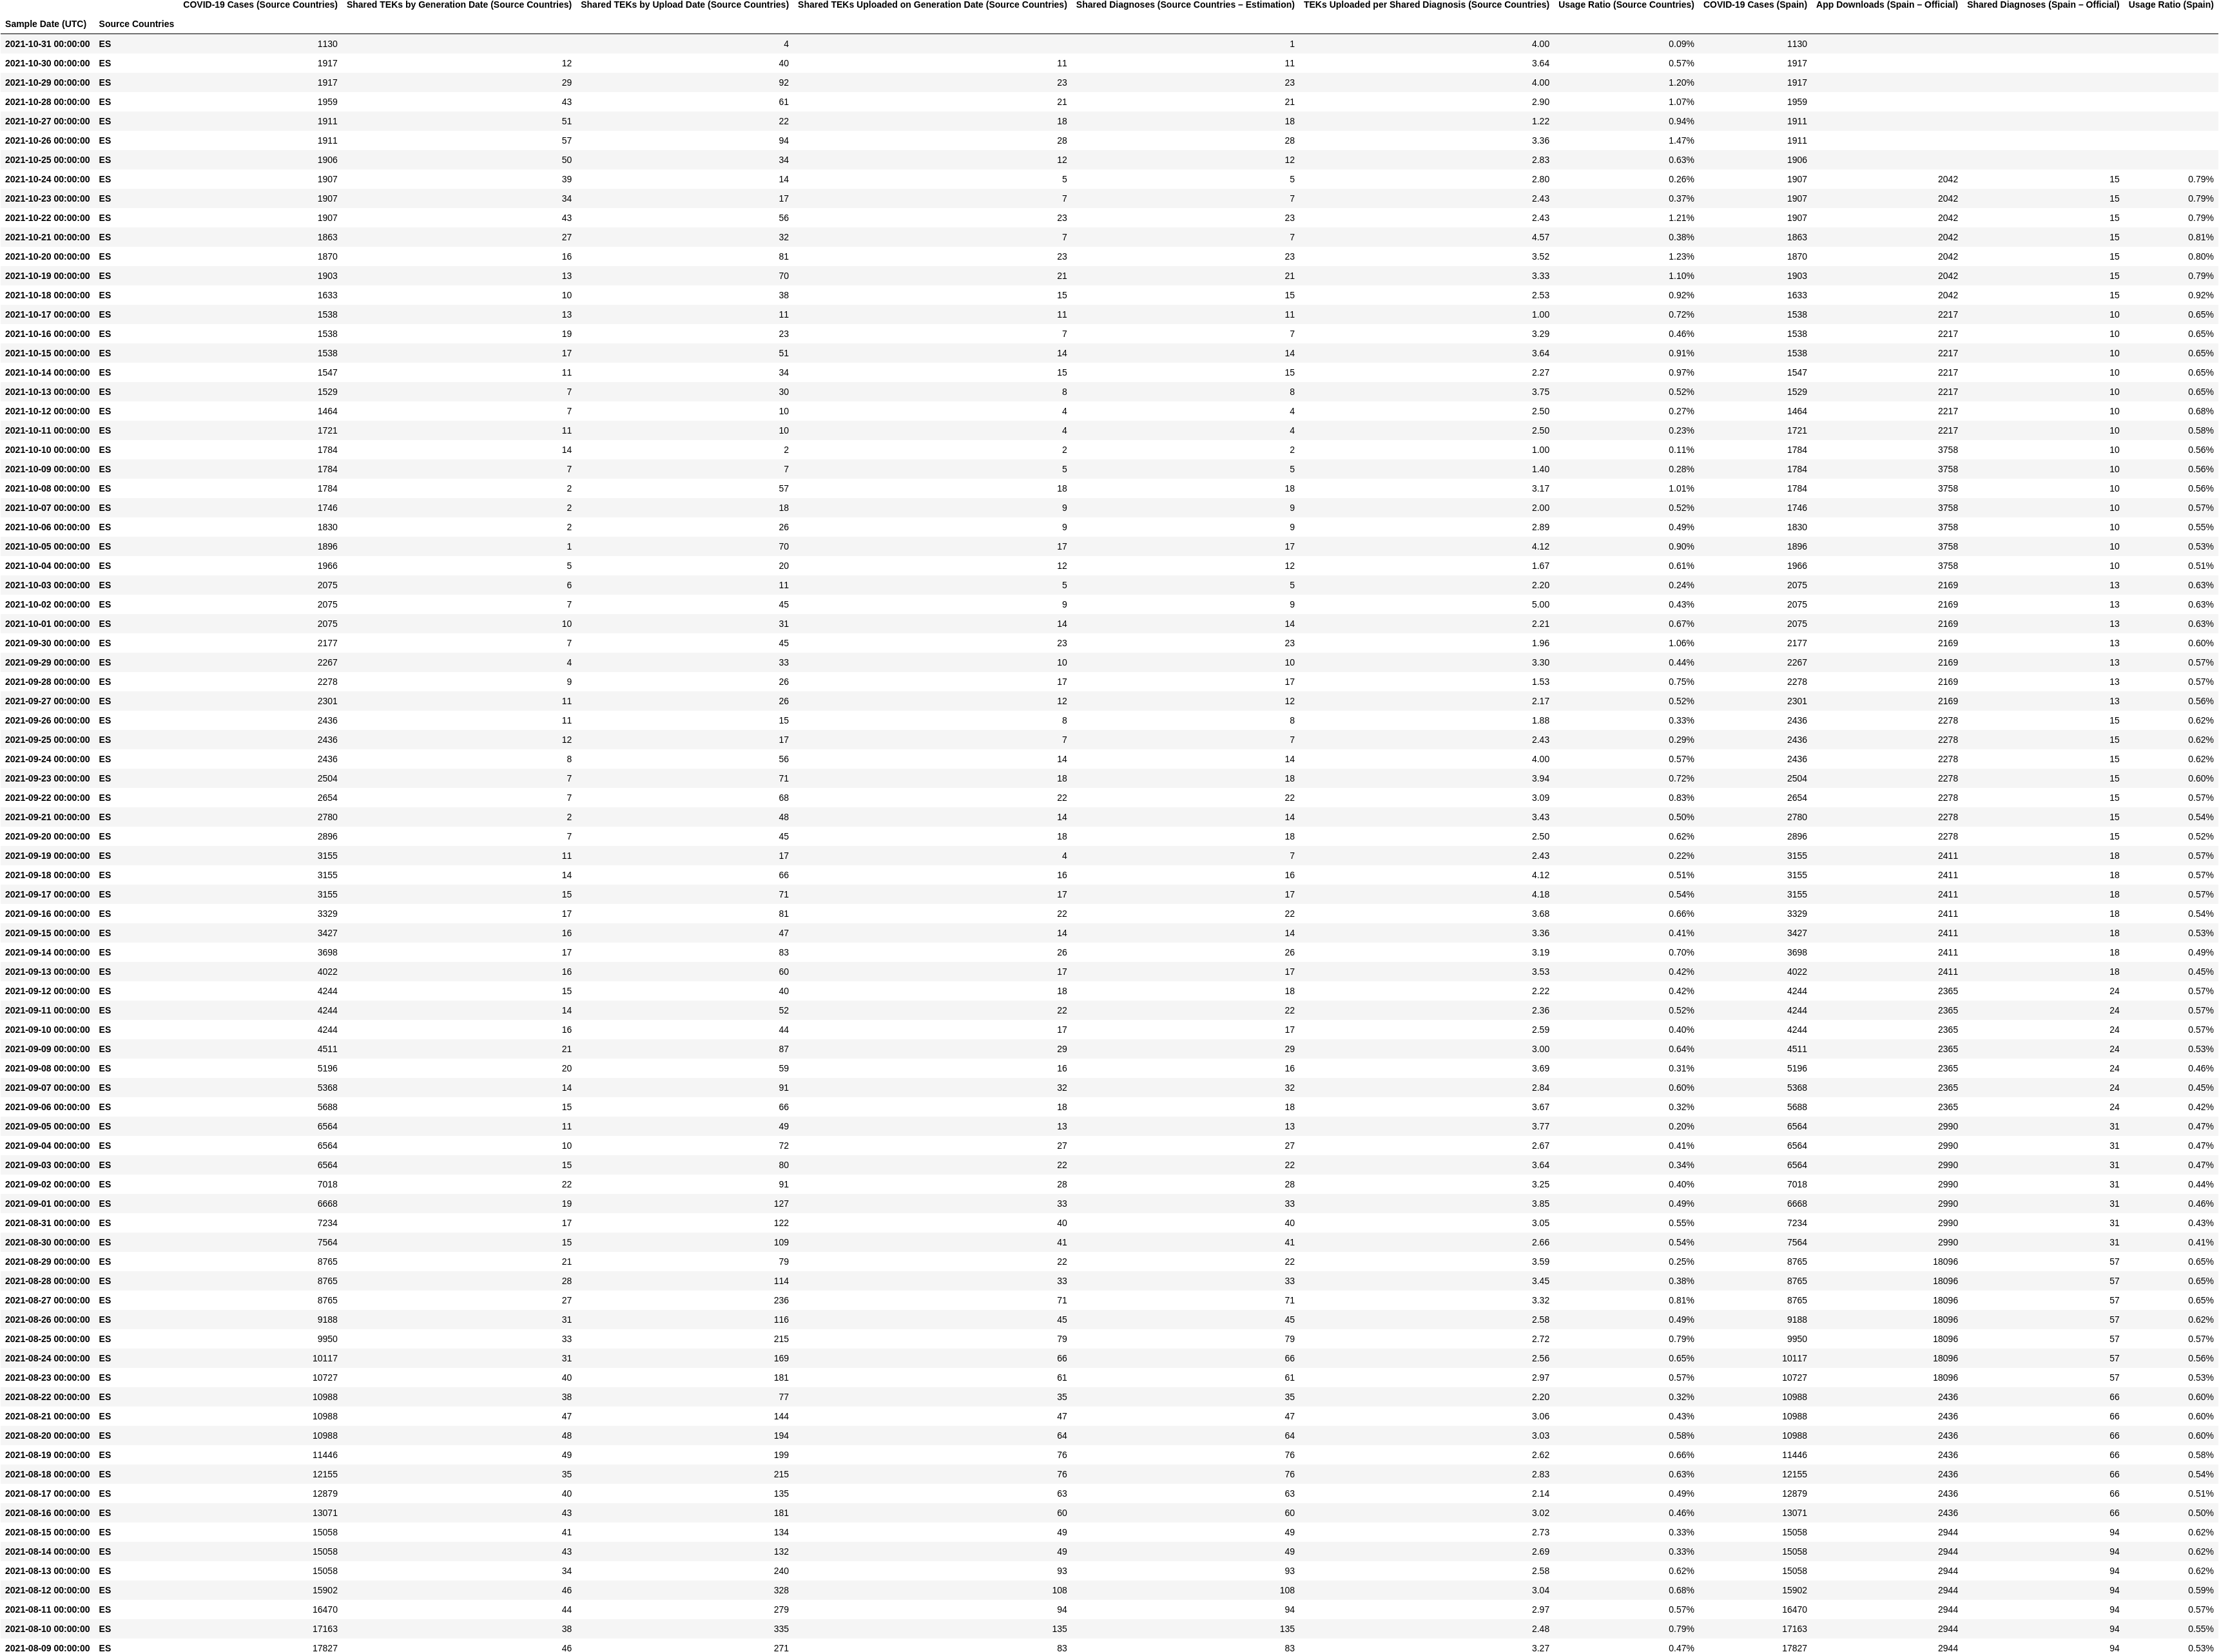 COVID-19 Cases (Source Countries) Shared TEKs by Generation Date (Source Countries) Shared TEKs by Upload Date (Source Countries) Shared TEKs Uploaded on Generation Date (Source Countries) Shared Diagnoses (Source Countries – Estimation) TEKs Uploaded per Shared Diagnosis (Source Countries) Usage Ratio (Source Countries) COVID-19 Cases (Spain) App Downloads (Spain – Official) Shared Diagnoses (Spain – Official) Usage Ratio (Spain)
Sample Date (UTC) Source Countries
2021-10-31 00:00:00 ES 1130 4 1 4.00 0.09% 1130
2021-10-30 00:00:00 ES 1917 12 40 11 11 3.64 0.57% 1917
2021-10-29 00:00:00 ES 1917 29 92 23 23 4.00 1.20% 1917
2021-10-28 00:00:00 ES 1959 43 61 21 21 2.90 1.07% 1959
2021-10-27 00:00:00 ES 1911 51 22 18 18 1.22 0.94% 1911
2021-10-26 00:00:00 ES 1911 57 94 28 28 3.36 1.47% 1911
2021-10-25 00:00:00 ES 1906 50 34 12 12 2.83 0.63% 1906
2021-10-24 00:00:00 ES 1907 39 14 5 5 2.80 0.26% 1907 2042 15 0.79%
2021-10-23 00:00:00 ES 1907 34 17 7 7 2.43 0.37% 1907 2042 15 0.79%
2021-10-22 00:00:00 ES 1907 43 56 23 23 2.43 1.21% 1907 2042 15 0.79%
2021-10-21 00:00:00 ES 1863 27 32 7 7 4.57 0.38% 1863 2042 15 0.81%
2021-10-20 00:00:00 ES 1870 16 81 23 23 3.52 1.23% 1870 2042 15 0.80%
2021-10-19 00:00:00 ES 1903 13 70 21 21 3.33 1.10% 1903 2042 15 0.79%
2021-10-18 00:00:00 ES 1633 10 38 15 15 2.53 0.92% 1633 2042 15 0.92%
2021-10-17 00:00:00 ES 1538 13 11 11 11 1.00 0.72% 1538 2217 10 0.65%
2021-10-16 00:00:00 ES 1538 19 23 7 7 3.29 0.46% 1538 2217 10 0.65%
2021-10-15 00:00:00 ES 1538 17 51 14 14 3.64 0.91% 1538 2217 10 0.65%
2021-10-14 00:00:00 ES 1547 11 34 15 15 2.27 0.97% 1547 2217 10 0.65%
2021-10-13 00:00:00 ES 1529 7 30 8 8 3.75 0.52% 1529 2217 10 0.65%
2021-10-12 00:00:00 ES 1464 7 10 4 4 2.50 0.27% 1464 2217 10 0.68%
2021-10-11 00:00:00 ES 1721 11 10 4 4 2.50 0.23% 1721 2217 10 0.58%
2021-10-10 00:00:00 ES 1784 14 2 2 2 1.00 0.11% 1784 3758 10 0.56%
2021-10-09 00:00:00 ES 1784 7 7 5 5 1.40 0.28% 1784 3758 10 0.56%
2021-10-08 00:00:00 ES 1784 2 57 18 18 3.17 1.01% 1784 3758 10 0.56%
2021-10-07 00:00:00 ES 1746 2 18 9 9 2.00 0.52% 1746 3758 10 0.57%
2021-10-06 00:00:00 ES 1830 2 26 9 9 2.89 0.49% 1830 3758 10 0.55%
2021-10-05 00:00:00 ES 1896 1 70 17 17 4.12 0.90% 1896 3758 10 0.53%
2021-10-04 00:00:00 ES 1966 5 20 12 12 1.67 0.61% 1966 3758 10 0.51%
2021-10-03 00:00:00 ES 2075 6 11 5 5 2.20 0.24% 2075 2169 13 0.63%
2021-10-02 00:00:00 ES 2075 7 45 9 9 5.00 0.43% 2075 2169 13 0.63%
2021-10-01 00:00:00 ES 2075 10 31 14 14 2.21 0.67% 2075 2169 13 0.63%
2021-09-30 00:00:00 ES 2177 7 45 23 23 1.96 1.06% 2177 2169 13 0.60%
2021-09-29 00:00:00 ES 2267 4 33 10 10 3.30 0.44% 2267 2169 13 0.57%
2021-09-28 00:00:00 ES 2278 9 26 17 17 1.53 0.75% 2278 2169 13 0.57%
2021-09-27 00:00:00 ES 2301 11 26 12 12 2.17 0.52% 2301 2169 13 0.56%
2021-09-26 00:00:00 ES 2436 11 15 8 8 1.88 0.33% 2436 2278 15 0.62%
2021-09-25 00:00:00 ES 2436 12 17 7 7 2.43 0.29% 2436 2278 15 0.62%
2021-09-24 00:00:00 ES 2436 8 56 14 14 4.00 0.57% 2436 2278 15 0.62%
2021-09-23 00:00:00 ES 2504 7 71 18 18 3.94 0.72% 2504 2278 15 0.60%
2021-09-22 00:00:00 ES 2654 7 68 22 22 3.09 0.83% 2654 2278 15 0.57%
2021-09-21 00:00:00 ES 2780 2 48 14 14 3.43 0.50% 2780 2278 15 0.54%
2021-09-20 00:00:00 ES 2896 7 45 18 18 2.50 0.62% 2896 2278 15 0.52%
2021-09-19 00:00:00 ES 3155 11 17 4 7 2.43 0.22% 3155 2411 18 0.57%
2021-09-18 00:00:00 ES 3155 14 66 16 16 4.12 0.51% 3155 2411 18 0.57%
2021-09-17 00:00:00 ES 3155 15 71 17 17 4.18 0.54% 3155 2411 18 0.57%
2021-09-16 00:00:00 ES 3329 17 81 22 22 3.68 0.66% 3329 2411 18 0.54%
2021-09-15 00:00:00 ES 3427 16 47 14 14 3.36 0.41% 3427 2411 18 0.53%
2021-09-14 00:00:00 ES 3698 17 83 26 26 3.19 0.70% 3698 2411 18 0.49%
2021-09-13 00:00:00 ES 4022 16 60 17 17 3.53 0.42% 4022 2411 18 0.45%
2021-09-12 00:00:00 ES 4244 15 40 18 18 2.22 0.42% 4244 2365 24 0.57%
2021-09-11 00:00:00 ES 4244 14 52 22 22 2.36 0.52% 4244 2365 24 0.57%
2021-09-10 00:00:00 ES 4244 16 44 17 17 2.59 0.40% 4244 2365 24 0.57%
2021-09-09 00:00:00 ES 4511 21 87 29 29 3.00 0.64% 4511 2365 24 0.53%
2021-09-08 00:00:00 ES 5196 20 59 16 16 3.69 0.31% 5196 2365 24 0.46%
2021-09-07 00:00:00 ES 5368 14 91 32 32 2.84 0.60% 5368 2365 24 0.45%
2021-09-06 00:00:00 ES 5688 15 66 18 18 3.67 0.32% 5688 2365 24 0.42%
2021-09-05 00:00:00 ES 6564 11 49 13 13 3.77 0.20% 6564 2990 31 0.47%
2021-09-04 00:00:00 ES 6564 10 72 27 27 2.67 0.41% 6564 2990 31 0.47%
2021-09-03 00:00:00 ES 6564 15 80 22 22 3.64 0.34% 6564 2990 31 0.47%
2021-09-02 00:00:00 ES 7018 22 91 28 28 3.25 0.40% 7018 2990 31 0.44%
2021-09-01 00:00:00 ES 6668 19 127 33 33 3.85 0.49% 6668 2990 31 0.46%
2021-08-31 00:00:00 ES 7234 17 122 40 40 3.05 0.55% 7234 2990 31 0.43%
2021-08-30 00:00:00 ES 7564 15 109 41 41 2.66 0.54% 7564 2990 31 0.41%
2021-08-29 00:00:00 ES 8765 21 79 22 22 3.59 0.25% 8765 18096 57 0.65%
2021-08-28 00:00:00 ES 8765 28 114 33 33 3.45 0.38% 8765 18096 57 0.65%
2021-08-27 00:00:00 ES 8765 27 236 71 71 3.32 0.81% 8765 18096 57 0.65%
2021-08-26 00:00:00 ES 9188 31 116 45 45 2.58 0.49% 9188 18096 57 0.62%
2021-08-25 00:00:00 ES 9950 33 215 79 79 2.72 0.79% 9950 18096 57 0.57%
2021-08-24 00:00:00 ES 10117 31 169 66 66 2.56 0.65% 10117 18096 57 0.56%
2021-08-23 00:00:00 ES 10727 40 181 61 61 2.97 0.57% 10727 18096 57 0.53%
2021-08-22 00:00:00 ES 10988 38 77 35 35 2.20 0.32% 10988 2436 66 0.60%
2021-08-21 00:00:00 ES 10988 47 144 47 47 3.06 0.43% 10988 2436 66 0.60%
2021-08-20 00:00:00 ES 10988 48 194 64 64 3.03 0.58% 10988 2436 66 0.60%
2021-08-19 00:00:00 ES 11446 49 199 76 76 2.62 0.66% 11446 2436 66 0.58%
2021-08-18 00:00:00 ES 12155 35 215 76 76 2.83 0.63% 12155 2436 66 0.54%
2021-08-17 00:00:00 ES 12879 40 135 63 63 2.14 0.49% 12879 2436 66 0.51%
2021-08-16 00:00:00 ES 13071 43 181 60 60 3.02 0.46% 13071 2436 66 0.50%
2021-08-15 00:00:00 ES 15058 41 134 49 49 2.73 0.33% 15058 2944 94 0.62%
2021-08-14 00:00:00 ES 15058 43 132 49 49 2.69 0.33% 15058 2944 94 0.62%
2021-08-13 00:00:00 ES 15058 34 240 93 93 2.58 0.62% 15058 2944 94 0.62%
2021-08-12 00:00:00 ES 15902 46 328 108 108 3.04 0.68% 15902 2944 94 0.59%
2021-08-11 00:00:00 ES 16470 44 279 94 94 2.97 0.57% 16470 2944 94 0.57%
2021-08-10 00:00:00 ES 17163 38 335 135 135 2.48 0.79% 17163 2944 94 0.55%
2021-08-09 00:00:00 ES 17827 46 271 83 83 3.27 0.47% 17827 2944 94 0.53%